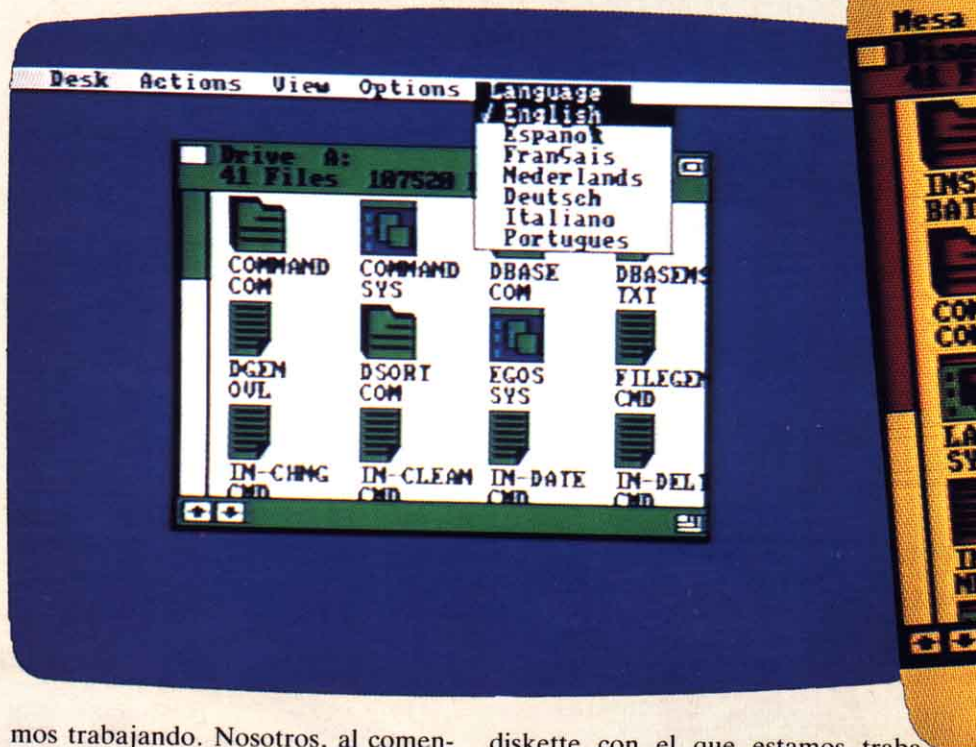 Desk Actions View Options Language
English
Español
Français
Nederlands
Deutsch
Italiano
Portugues
Drive A:
41 Files 107520
COMMAND COMMAND DBASE DBASEMS
COM SYS COM TXT
DGEN DSORT EGOS FILEGEN
OVL COM SYS CMD
IN-CHNG IN-CLEAN IN-DATE IN-DEL
CMD CMD CMD CMD
Mesa
41
INS
BAT
COM
COM
LA
SY
mos trabajando. Nosotros, al comen-
diskette con el que estamos traba-